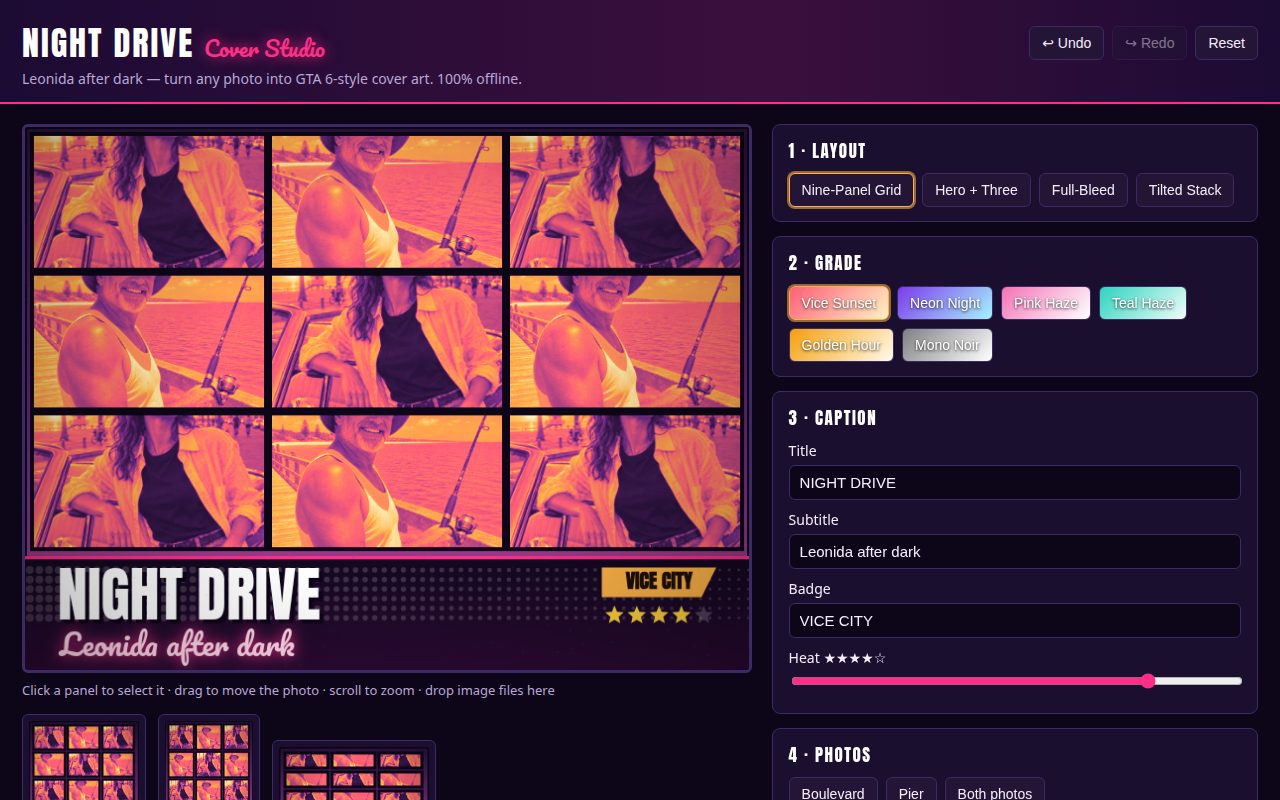 NIGHT DRIVE Cover Studio
Leonida after dark — turn any photo into GTA 6-style cover art. 100% offline.
↩ Undo
↪ Redo
Reset
NIGHT DRIVE
Leonida after dark
VICE CITY
★★★★★
Click a panel to select it · drag to move the photo · scroll to zoom · drop image files here
1 · LAYOUT
Nine-Panel Grid
Hero + Three
Full-Bleed
Tilted Stack
2 · GRADE
Vice Sunset
Neon Night
Pink Haze
Teal Haze
Golden Hour
Mono Noir
3 · CAPTION
Title
NIGHT DRIVE
Subtitle
Leonida after dark
Badge
VICE CITY
Heat ★★★★☆
4 · PHOTOS
Boulevard
Pier
Both photos